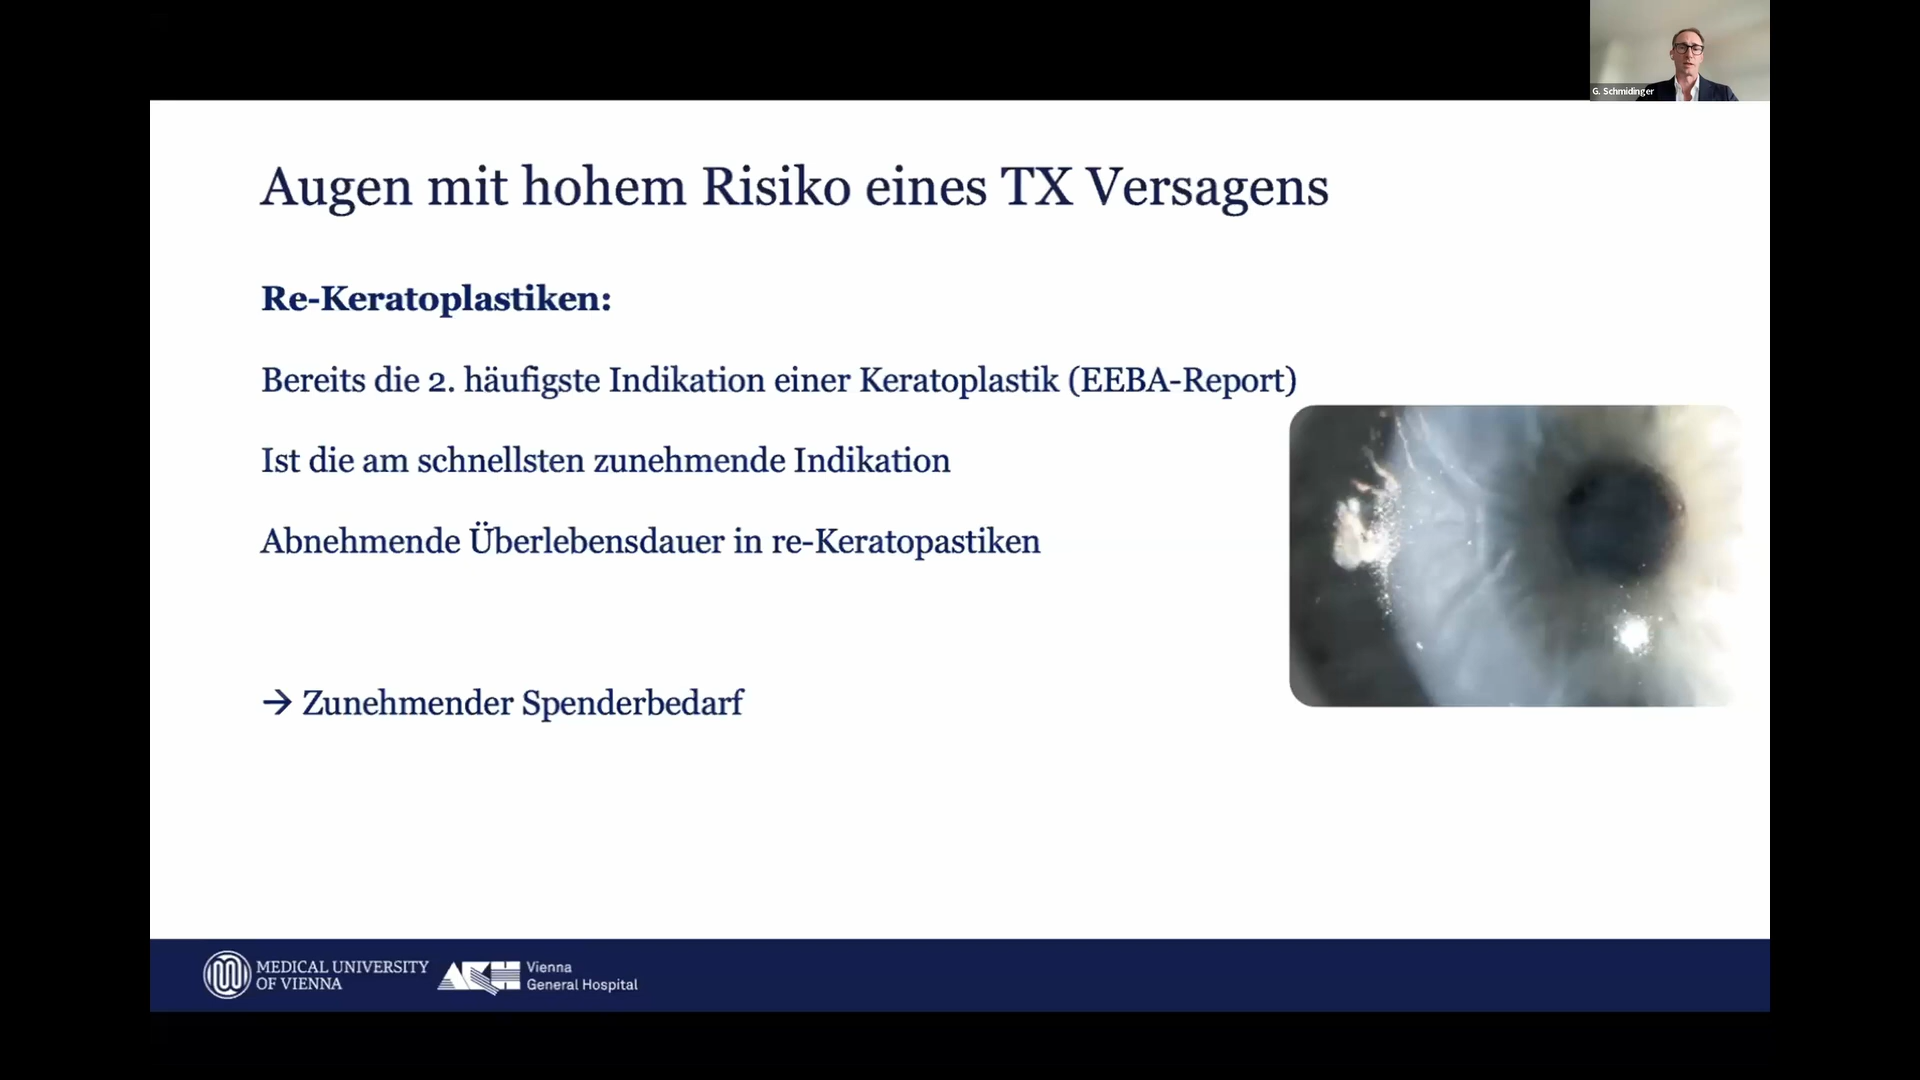 G. Schmidinger
Augen mit hohem Risiko eines TX Versagens
Re-Keratoplastiken:
Bereits die 2. häufigste Indikation einer Keratoplastik (EEBA-Report)
Ist die am schnellsten zunehmende Indikation
Abnehmende Überlebensdauer in re-Keratopastiken
→ Zunehmender Spenderbedarf
MEDICAL UNIVERSITY
OF VIENNA
AKH
Vienna
General Hospital